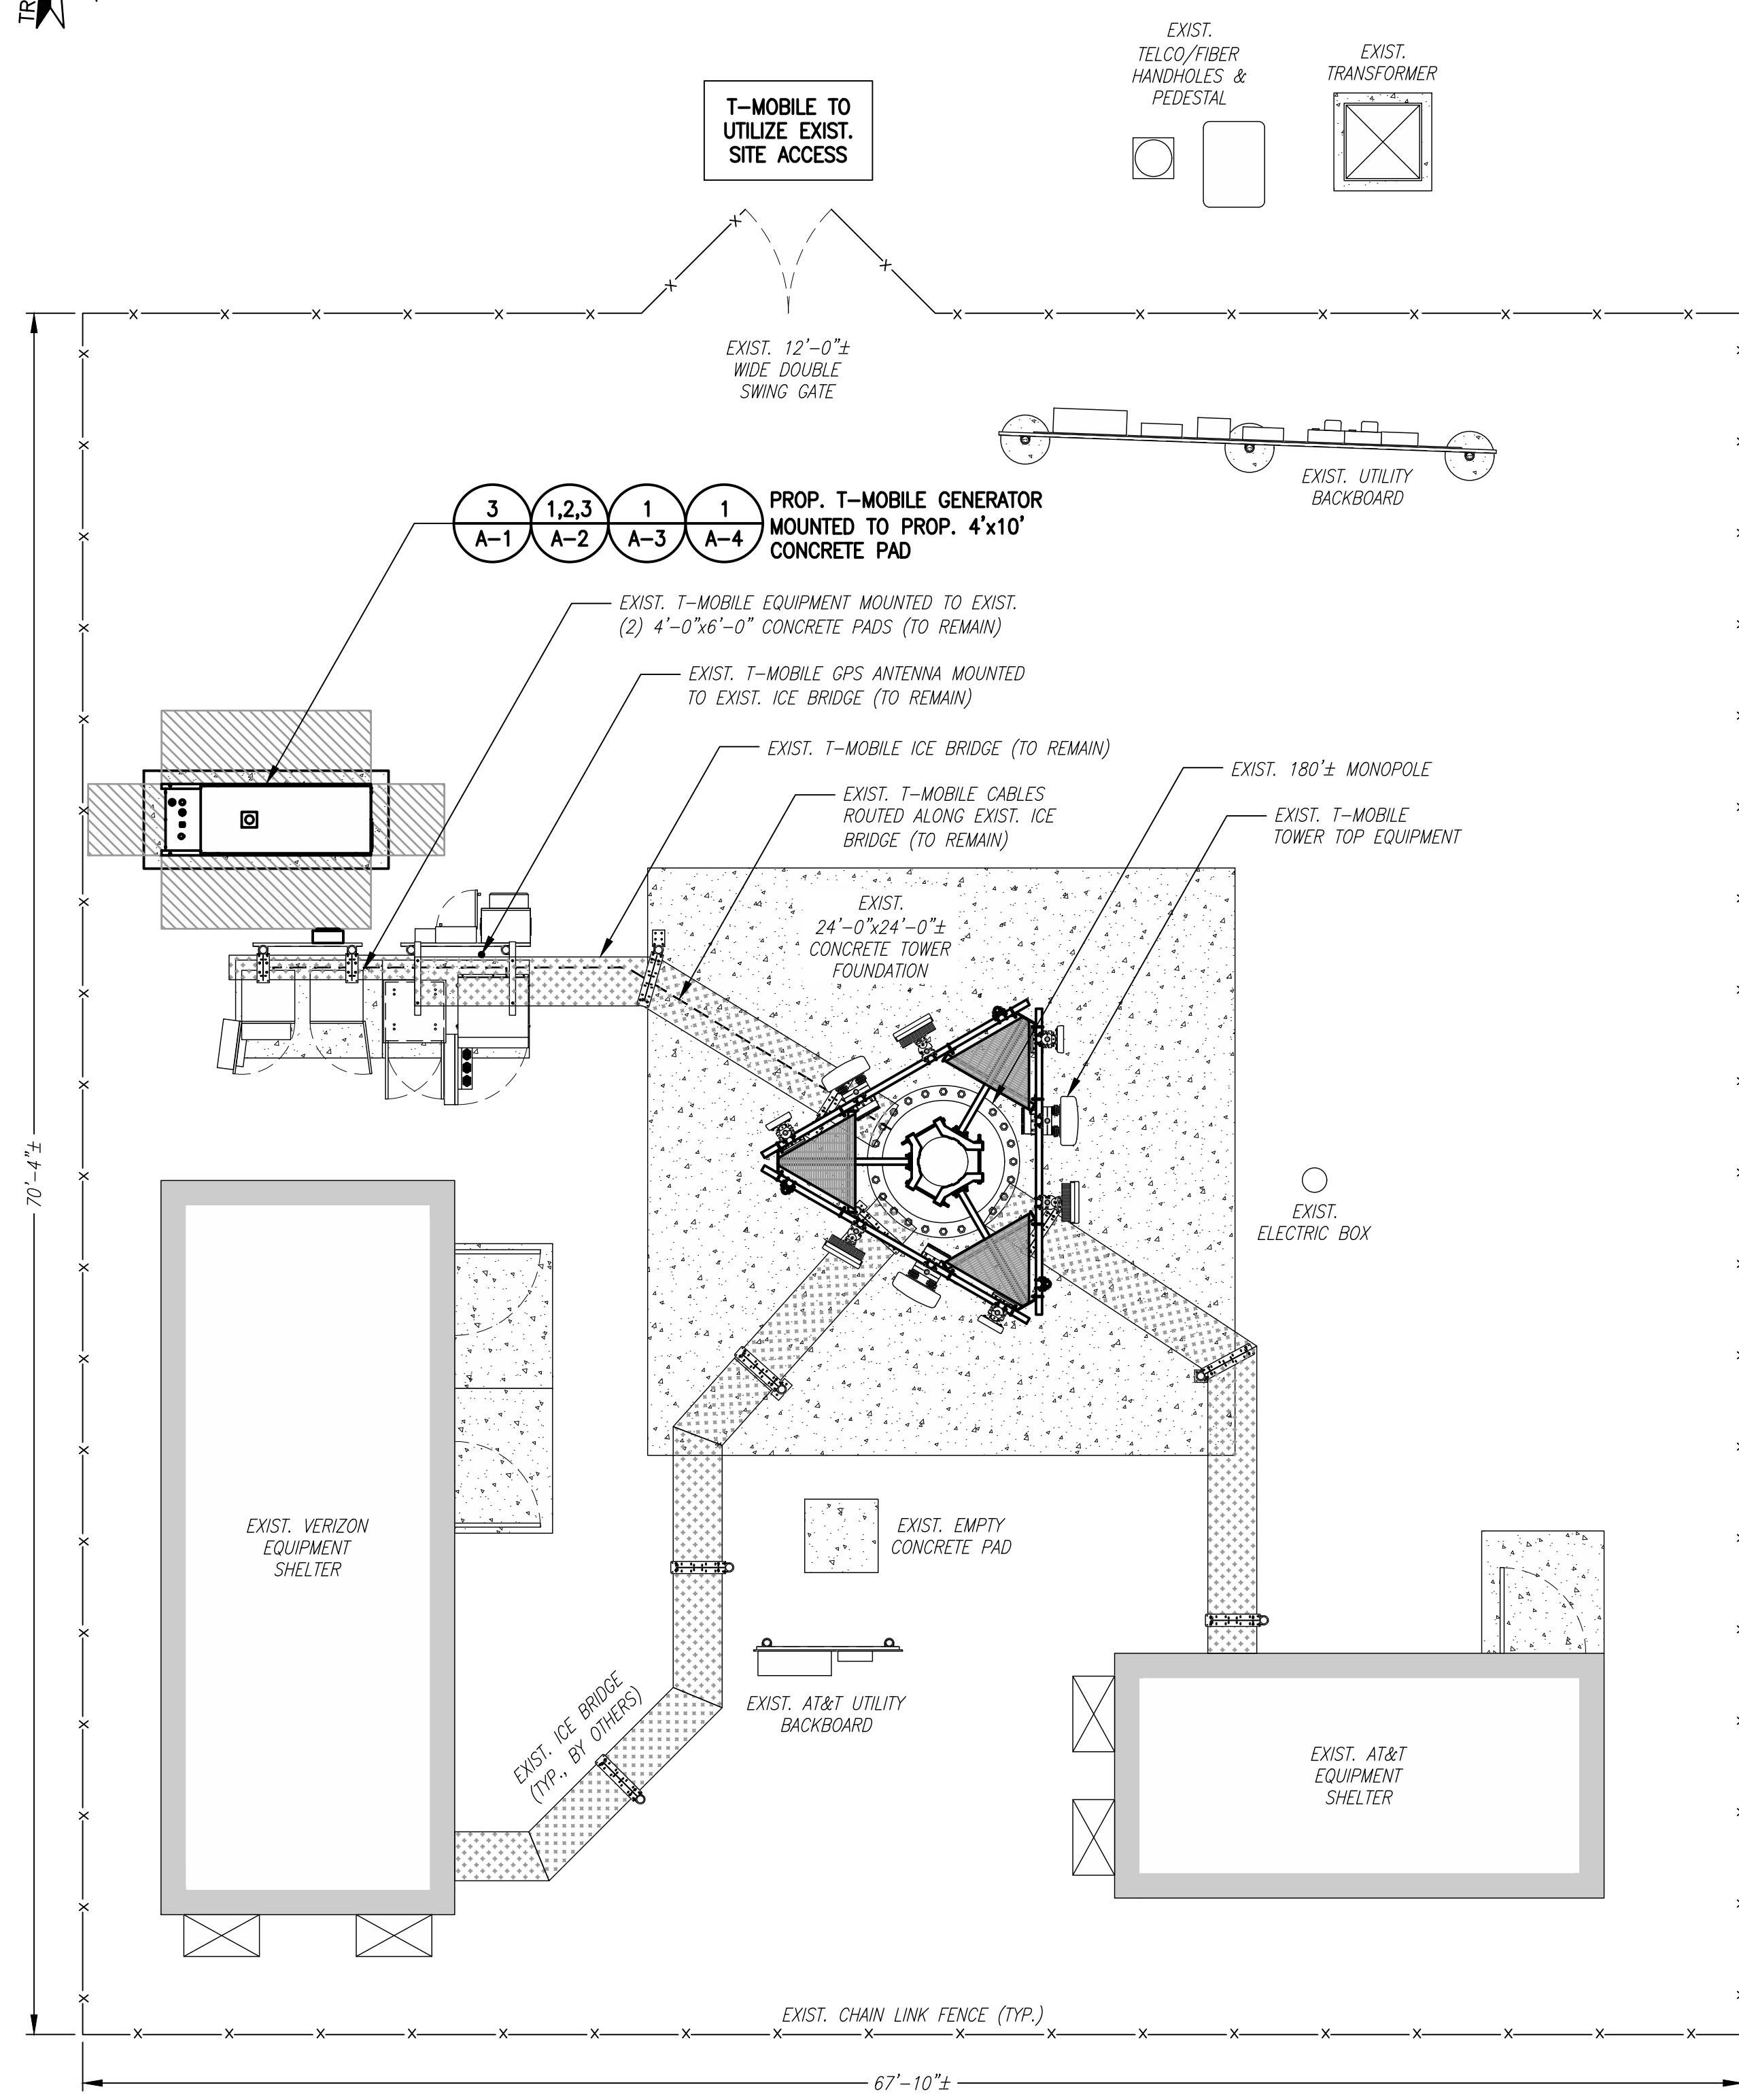 TR
EXIST.
TELCO/FIBER
HANDHOLES &
PEDESTAL
EXIST.
TRANSFORMER
T-MOBILE TO
UTILIZE EXIST.
SITE ACCESS
EXIST. 12'-0"±
WIDE DOUBLE
SWING GATE
EXIST. UTILITY
BACKBOARD
3
A-1
1,2,3
A-2
1
A-3
1
A-4
PROP. T-MOBILE GENERATOR
MOUNTED TO PROP. 4'x10'
CONCRETE PAD
EXIST. T-MOBILE EQUIPMENT MOUNTED TO EXIST.
(2) 4'-0"x6'-0" CONCRETE PADS (TO REMAIN)
EXIST. T-MOBILE GPS ANTENNA MOUNTED
TO EXIST. ICE BRIDGE (TO REMAIN)
EXIST. T-MOBILE ICE BRIDGE (TO REMAIN)
EXIST. 180'± MONOPOLE
EXIST. T-MOBILE CABLES
ROUTED ALONG EXIST. ICE
BRIDGE (TO REMAIN)
EXIST. T-MOBILE
TOWER TOP EQUIPMENT
EXIST.
24'-0"x24'-0"±
CONCRETE TOWER
FOUNDATION
70'-4"±
EXIST.
ELECTRIC BOX
EXIST. VERIZON
EQUIPMENT
SHELTER
EXIST. EMPTY
CONCRETE PAD
EXIST. ICE BRIDGE
(TYP., BY OTHERS)
EXIST. AT&T UTILITY
BACKBOARD
EXIST. AT&T
EQUIPMENT
SHELTER
EXIST. CHAIN LINK FENCE (TYP.)
67'-10"±